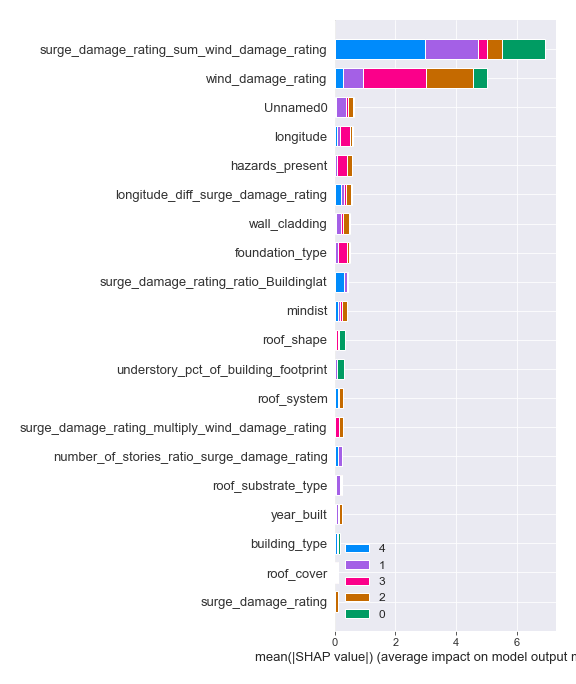 surge_damage_rating_sum_wind_damage_rating
wind_damage_rating
Unnamed0
longitude
hazards_present
longitude_diff_surge_damage_rating
wall_cladding
foundation_type
surge_damage_rating_ratio_Buildinglat
mindist
roof_shape
understory_pct_of_building_footprint
roof_system
surge_damage_rating_multiply_wind_damage_rating
number_of_stories_ratio_surge_damage_rating
roof_substrate_type
year_built
building_type
roof_cover
surge_damage_rating
4
1
3
2
0
0 2 4 6
mean(|SHAP value|) (average impact on model output m